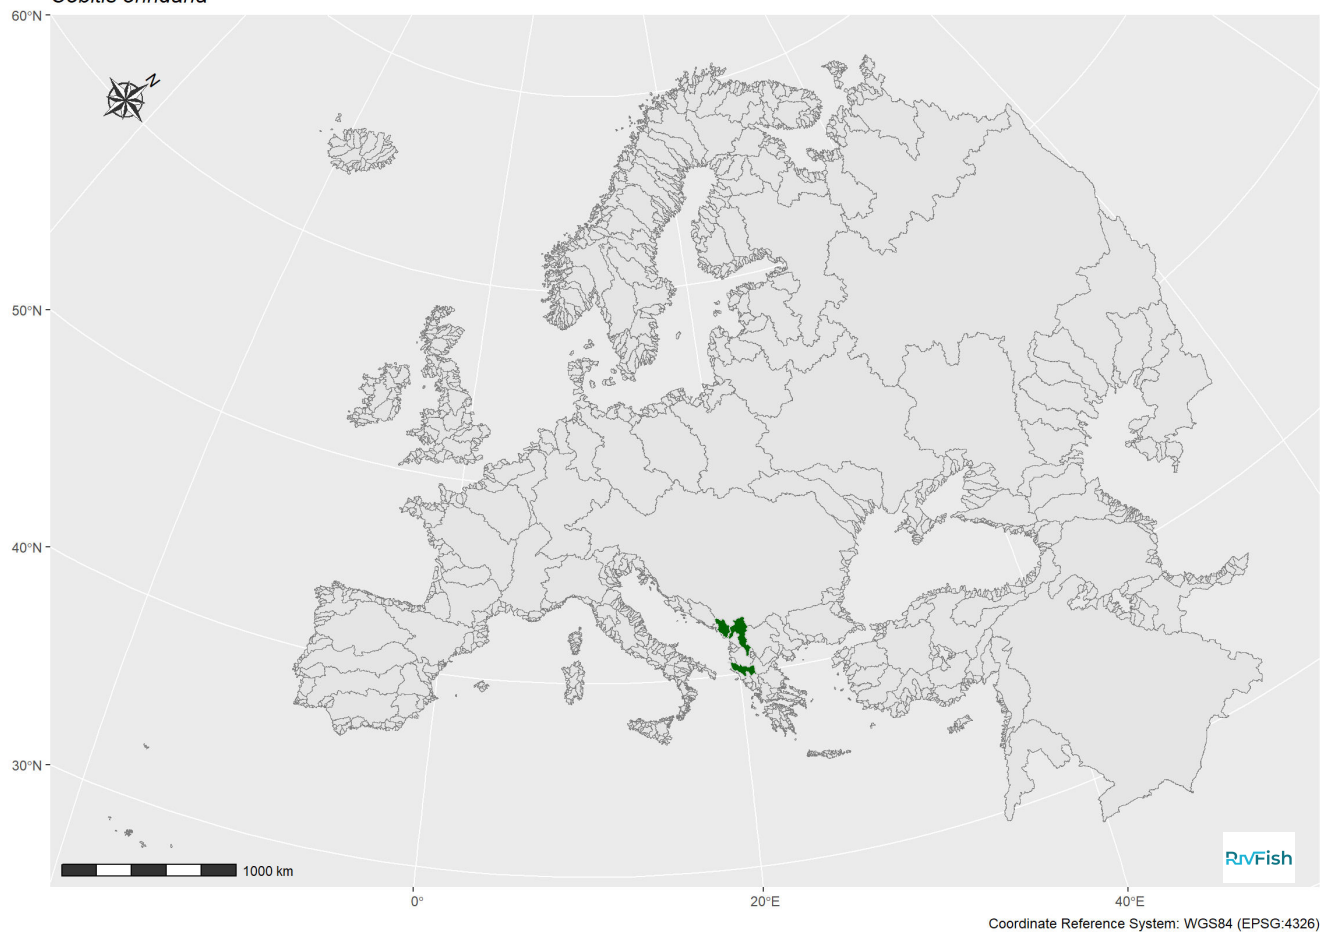 Cobitis ohridana
60°N
50°N
40°N
30°N
N
1000 km
RivFish
0°
20°E
40°E
Coordinate Reference System: WGS84 (EPSG:4326)